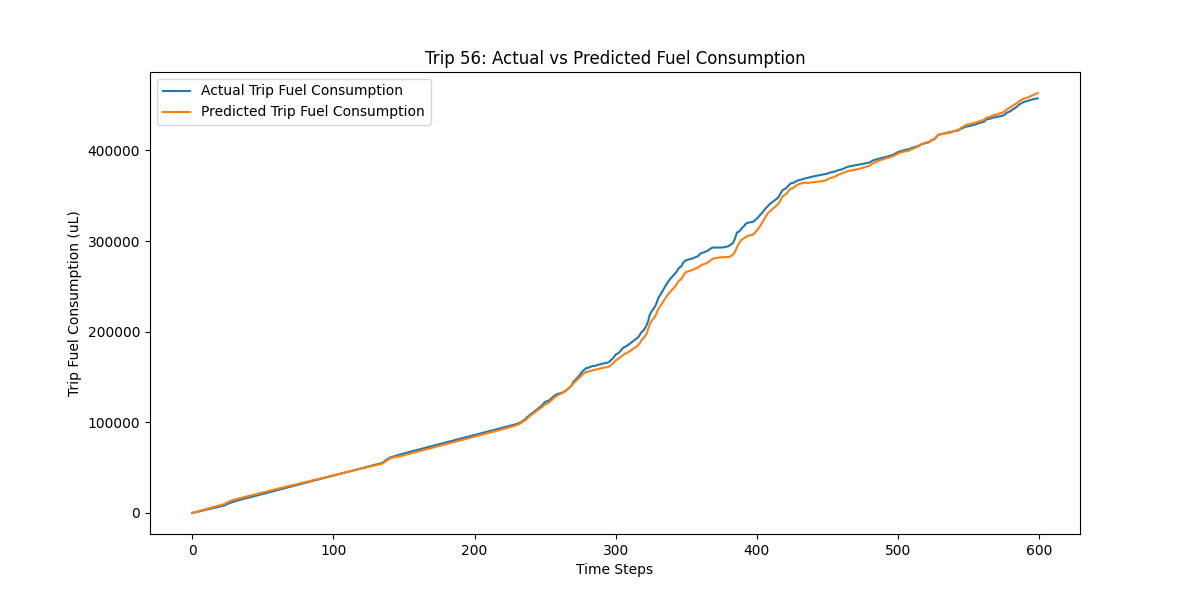 Trip 56: Actual vs Predicted Fuel Consumption
Actual Trip Fuel Consumption
Predicted Trip Fuel Consumption
Trip Fuel Consumption (uL)
400000
300000
200000
100000
0
0 100 200 300 400 500 600
Time Steps